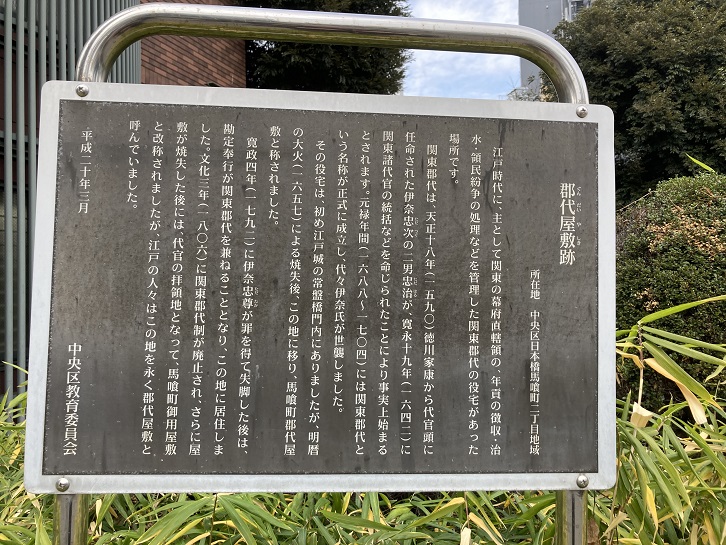 郡代屋敷跡
ぐんだいやしき
所在地　中央区日本橋馬喰町二丁目地域
江戸時代に、主として関東の幕府直轄領の、年貢の徴収・治
水・領民紛争の処理などを管理した関東郡代の役宅があった
場所です。
関東郡代は、天正十八年（一五九〇）徳川家康から代官頭に
任命された伊奈忠次の二男忠治が、寛永十九年（一六四二）に
関東諸代官の統括などを命じられたことにより事実上始まる
とされます。元禄年間（一六八八～一七〇四）には関東郡代と
いう名称が正式に成立し、代々伊奈氏が世襲しました。
その役宅は、初め江戸城の常盤橋門内にありましたが、明暦
の大火（一六五七）による焼失後、この地に移り、馬喰町郡代屋
敷と称されました。
寛政四年（一七九二）に伊奈忠尊が罪を得て失脚した後は、
勘定奉行が関東郡代を兼ねることとなり、この地に居住しま
した。文化三年（一八〇六）に関東郡代制が廃止され、さらに屋
敷が焼失した後には、代官の拝領地となって、馬喰町御用屋敷
と改称されましたが、江戸の人々はこの地を永く郡代屋敷と
呼んでいました。
平成二十年三月
中央区教育委員会